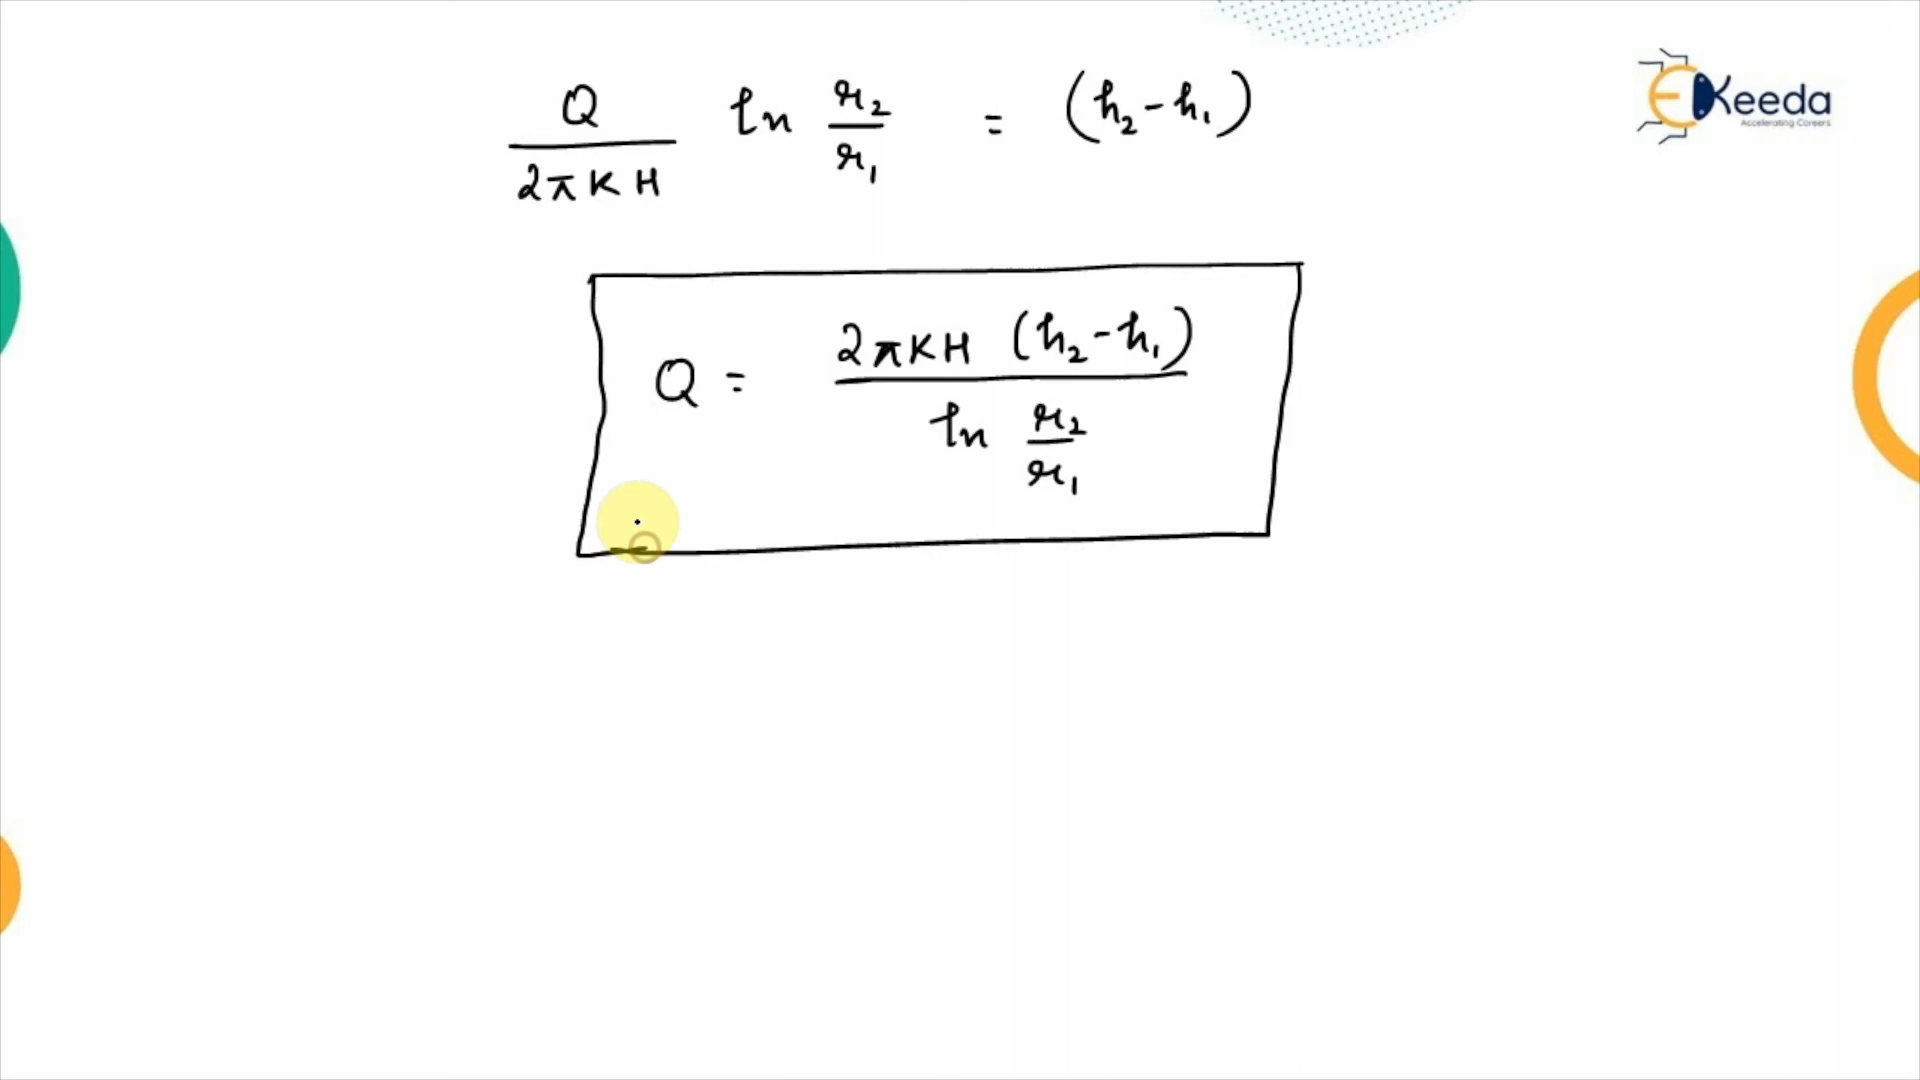 Q / 2πKH ln r₂/r₁ = (h₂-h₁)
EKeeda
Accelerating Careers
Q = 2πKH (h₂-h₁) / ln r₂/r₁